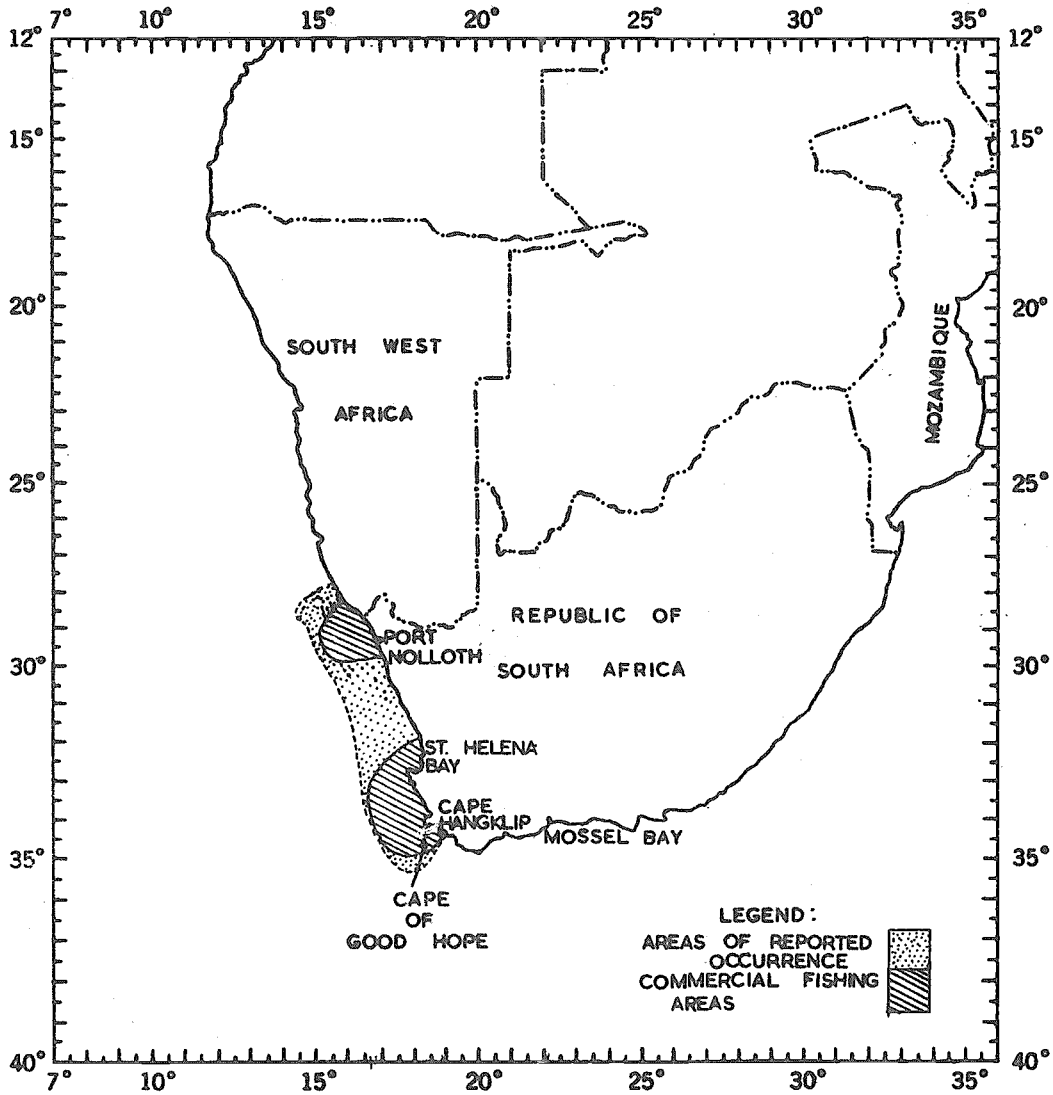 7° 10° 15° 20° 25° 30° 35°
12° 12°
15° 15°
20° 20°
SOUTH WEST
AFRICA
MOZAMBIQUE
25° 25°
REPUBLIC OF
SOUTH AFRICA
PORT
NOLLOTH
30° 30°
ST. HELENA
BAY
CAPE
HANGKLIP
MOSSEL BAY
35° 35°
CAPE
OF
GOOD HOPE
LEGEND:
AREAS OF REPORTED
OCCURRENCE
COMMERCIAL FISHING
AREAS
40° 40°
7° 10° 15° 20° 25° 30° 35°